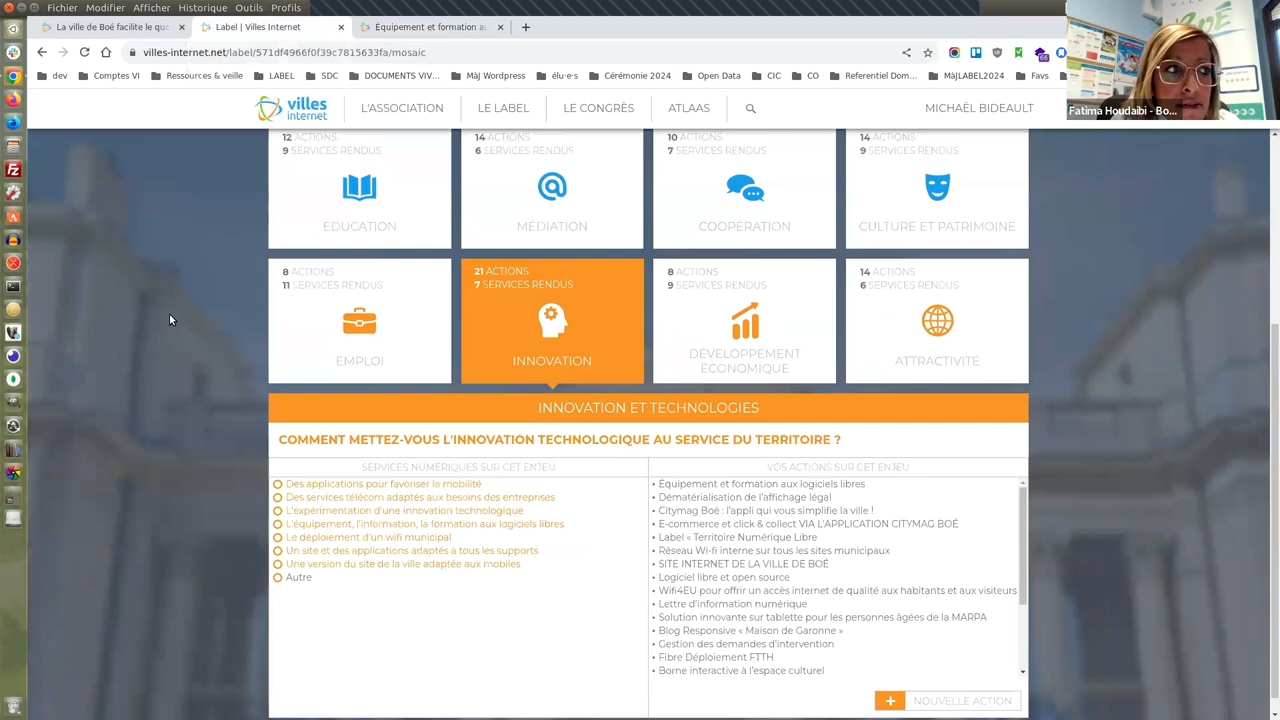 Fichier Modifier Affichage Historique Outils Profils
La ville de Boé facilite le que
Label | Villes Internet
Équipement et formation au
villes-internet.net/label/571df4966f0f39c7815633fa/mosaic
dev
Comptes VI
Ressources & veille
LABEL
SDC
DOCUMENTS VIV…
Màj Wordpress
élu·e·s
Cérémonie 2024
Open Data
CIC
CO
Referentiel Dom…
MàJLABEL2024
Favs
66
BOÉ
Fatima Houdaibi - Bo...
villes internet
L'ASSOCIATION
LE LABEL
LE CONGRÈS
ATLAAS
MICHAËL BIDEAULT
12 ACTIONS
9 SERVICES RENDUS
EDUCATION
14 ACTIONS
6 SERVICES RENDUS
MEDIATION
10 ACTIONS
7 SERVICES RENDUS
COOPERATION
14 ACTIONS
9 SERVICES RENDUS
CULTURE ET PATRIMOINE
8 ACTIONS
11 SERVICES RENDUS
EMPLOI
21 ACTIONS
7 SERVICES RENDUS
INNOVATION
8 ACTIONS
9 SERVICES RENDUS
DEVELOPPEMENT
ECONOMIQUE
14 ACTIONS
6 SERVICES RENDUS
ATTRACTIVITE
INNOVATION ET TECHNOLOGIES
COMMENT METTEZ-VOUS L'INNOVATION TECHNOLOGIQUE AU SERVICE DU TERRITOIRE ?
SERVICES NUMERIQUES SUR CET ENJEU
Des applications pour favoriser la mobilité
Des services télécom adaptés aux besoins des entreprises
L'expérimentation d'une innovation technologique
L'équipement, l'information, la formation aux logiciels libres
Le déploiement d'un wifi municipal
Un site et des applications adaptés à tous les supports
Une version du site de la ville adaptée aux mobiles
Autre
VOS ACTIONS SUR CET ENJEU
• Équipement et formation aux logiciels libres
• Dématérialisation de l'affichage légal
• Citymag Boé : l'appli qui vous simplifie la ville !
• E-commerce et click & collect VIA L'APPLICATION CITYMAG BOÉ
• Label « Territoire Numérique Libre
• Réseau Wi-fi interne sur tous les sites municipaux
• SITE INTERNET DE LA VILLE DE BOÉ
• Logiciel libre et open source
• Wifi4EU pour offrir un accès internet de qualité aux habitants et aux visiteurs
• Lettre d'information numérique
• Solution innovante sur tablette pour les personnes âgées de la MARPA
• Blog Responsive « Maison de Garonne »
• Gestion des demandes d'intervention
• Fibre Déploiement FTTH
• Borne interactive à l'espace culturel
+ NOUVELLE ACTION